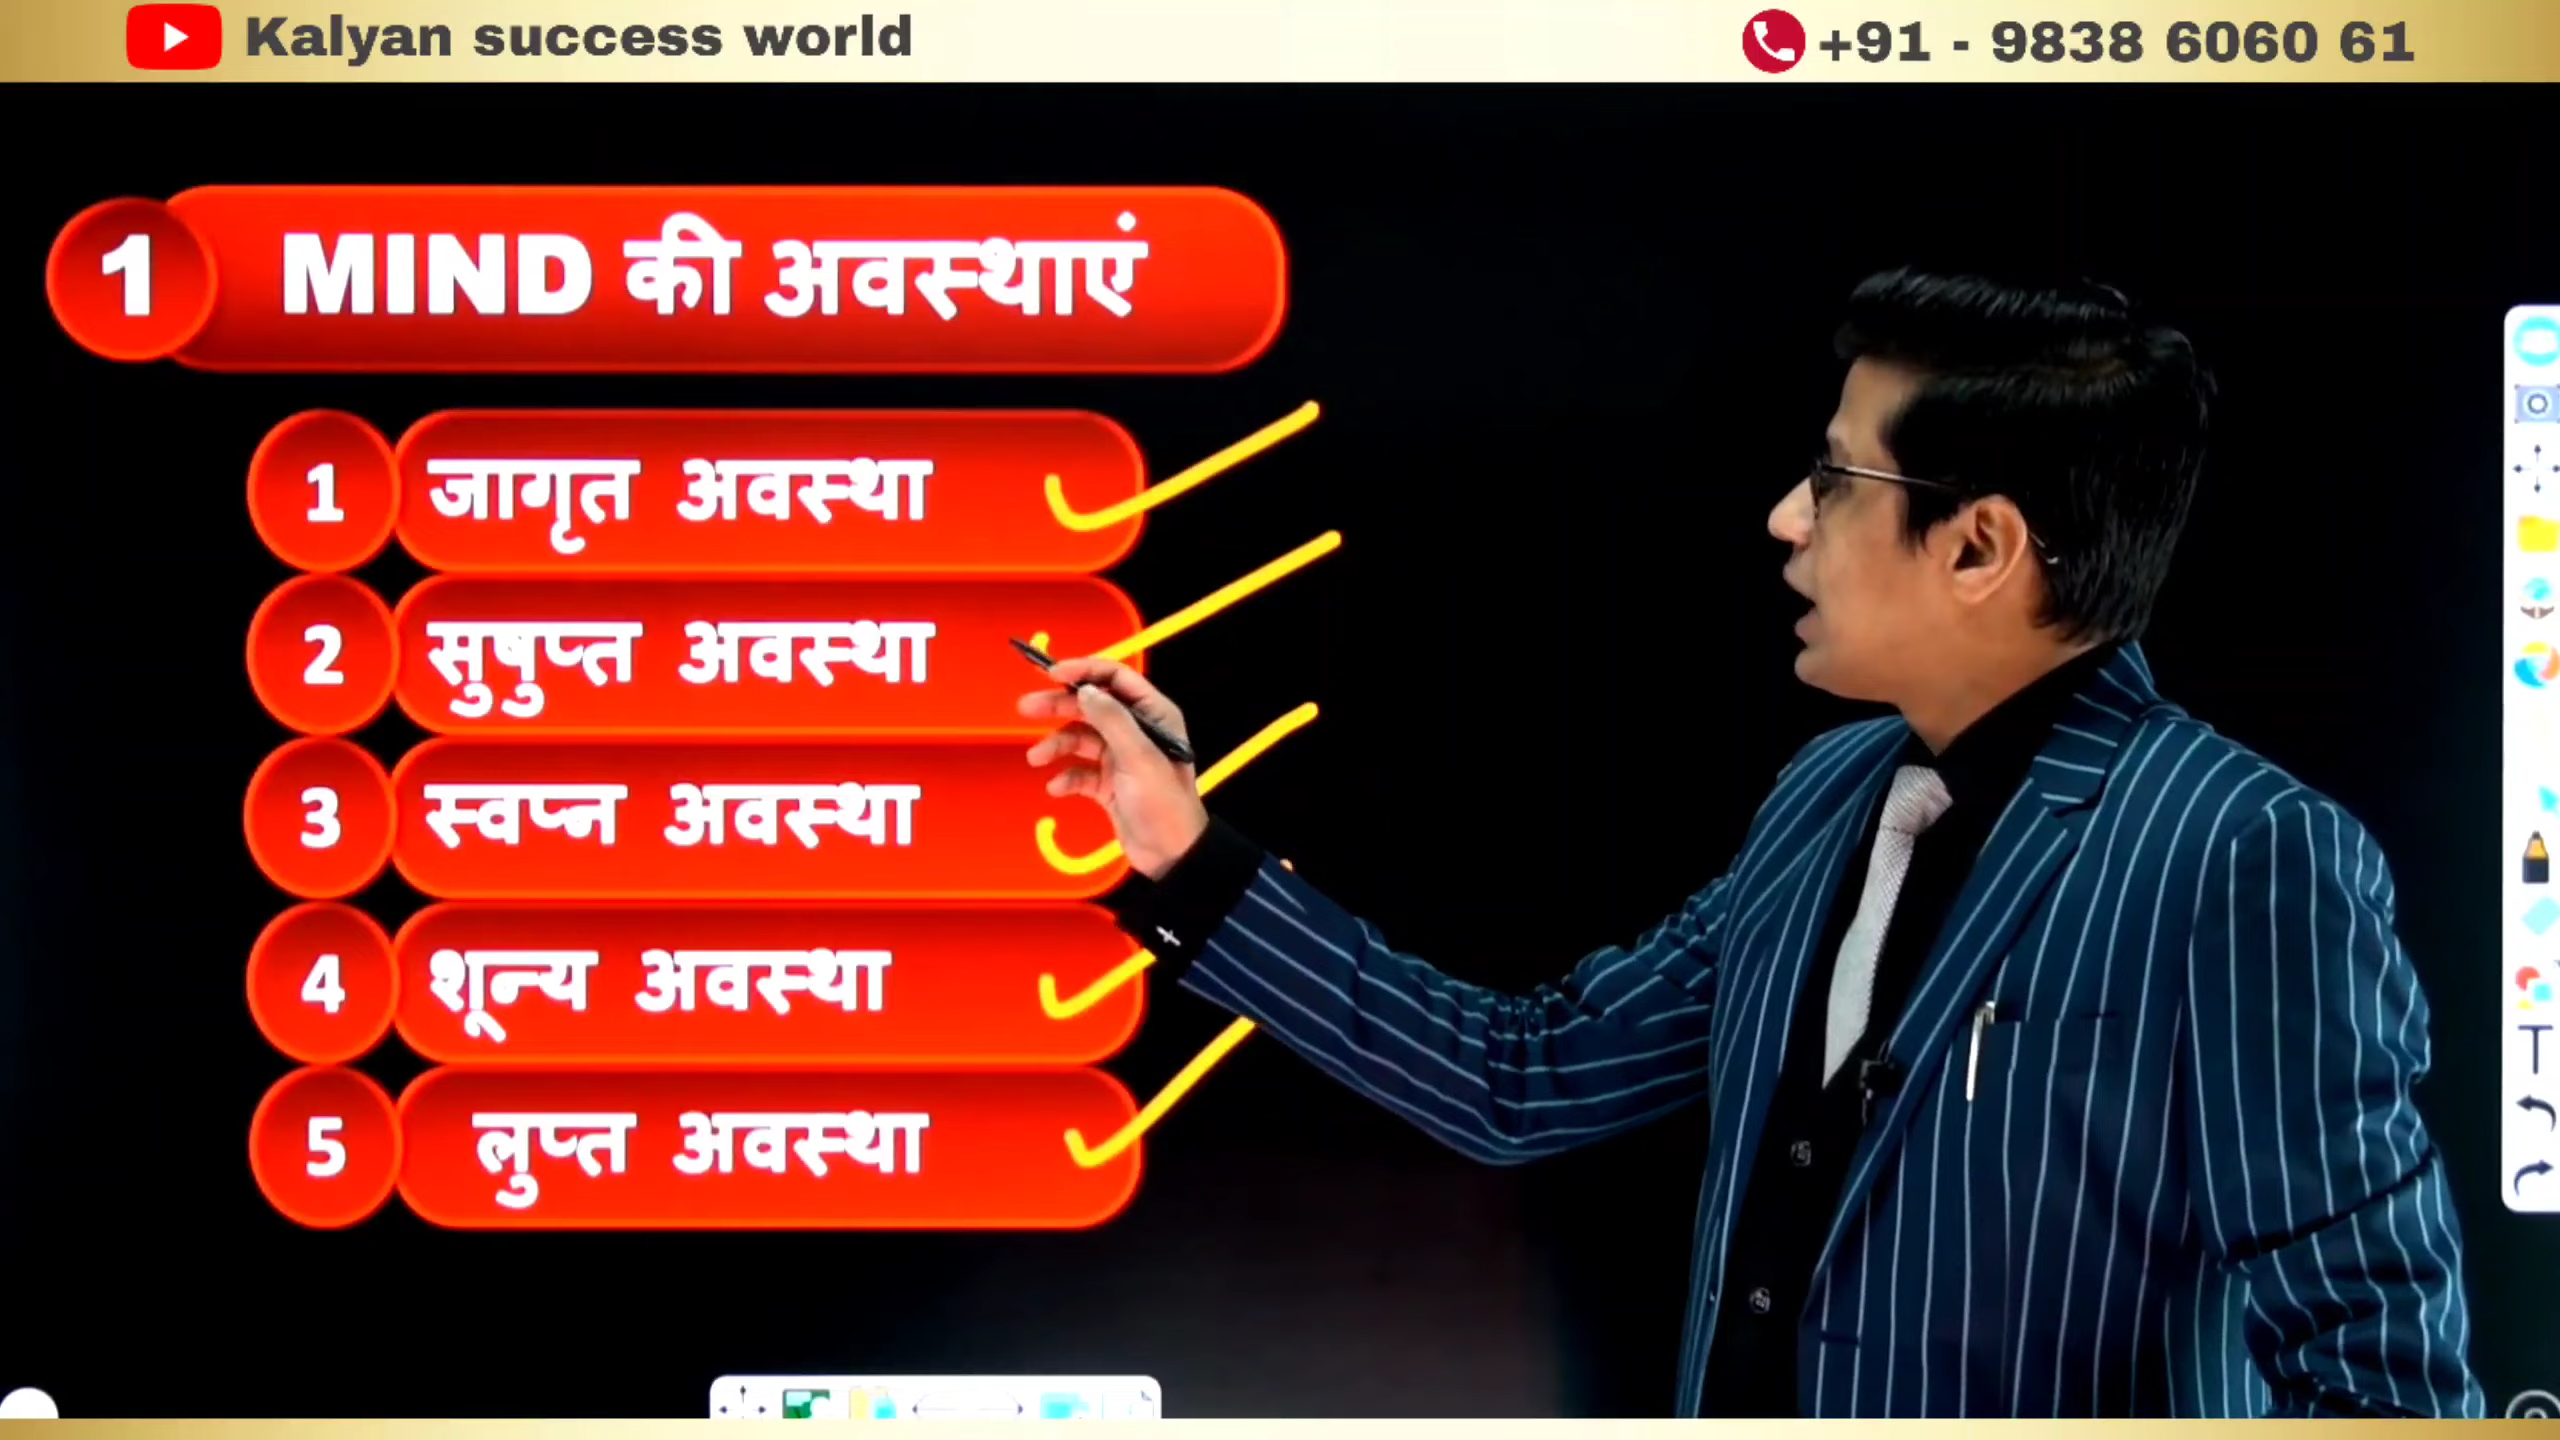 Kalyan success world
+91 - 9838 6060 61
1 MIND की अवस्थाएं
1 जागृत अवस्था
2 सुषुप्त अवस्था
3 स्वप्न अवस्था
4 शून्य अवस्था
5 लुप्त अवस्था